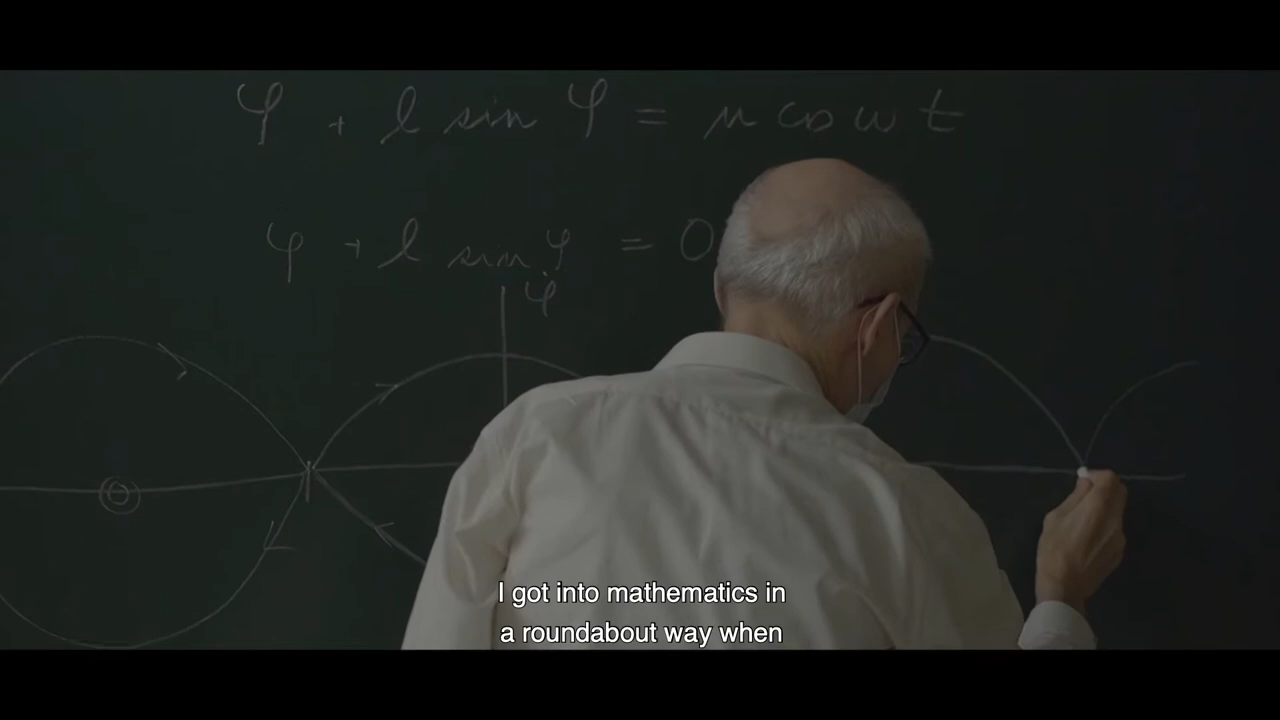 φ + l sin φ = μ cos ω t
φ + l sin φ = 0
φ̇
I got into mathematics in
a roundabout way when